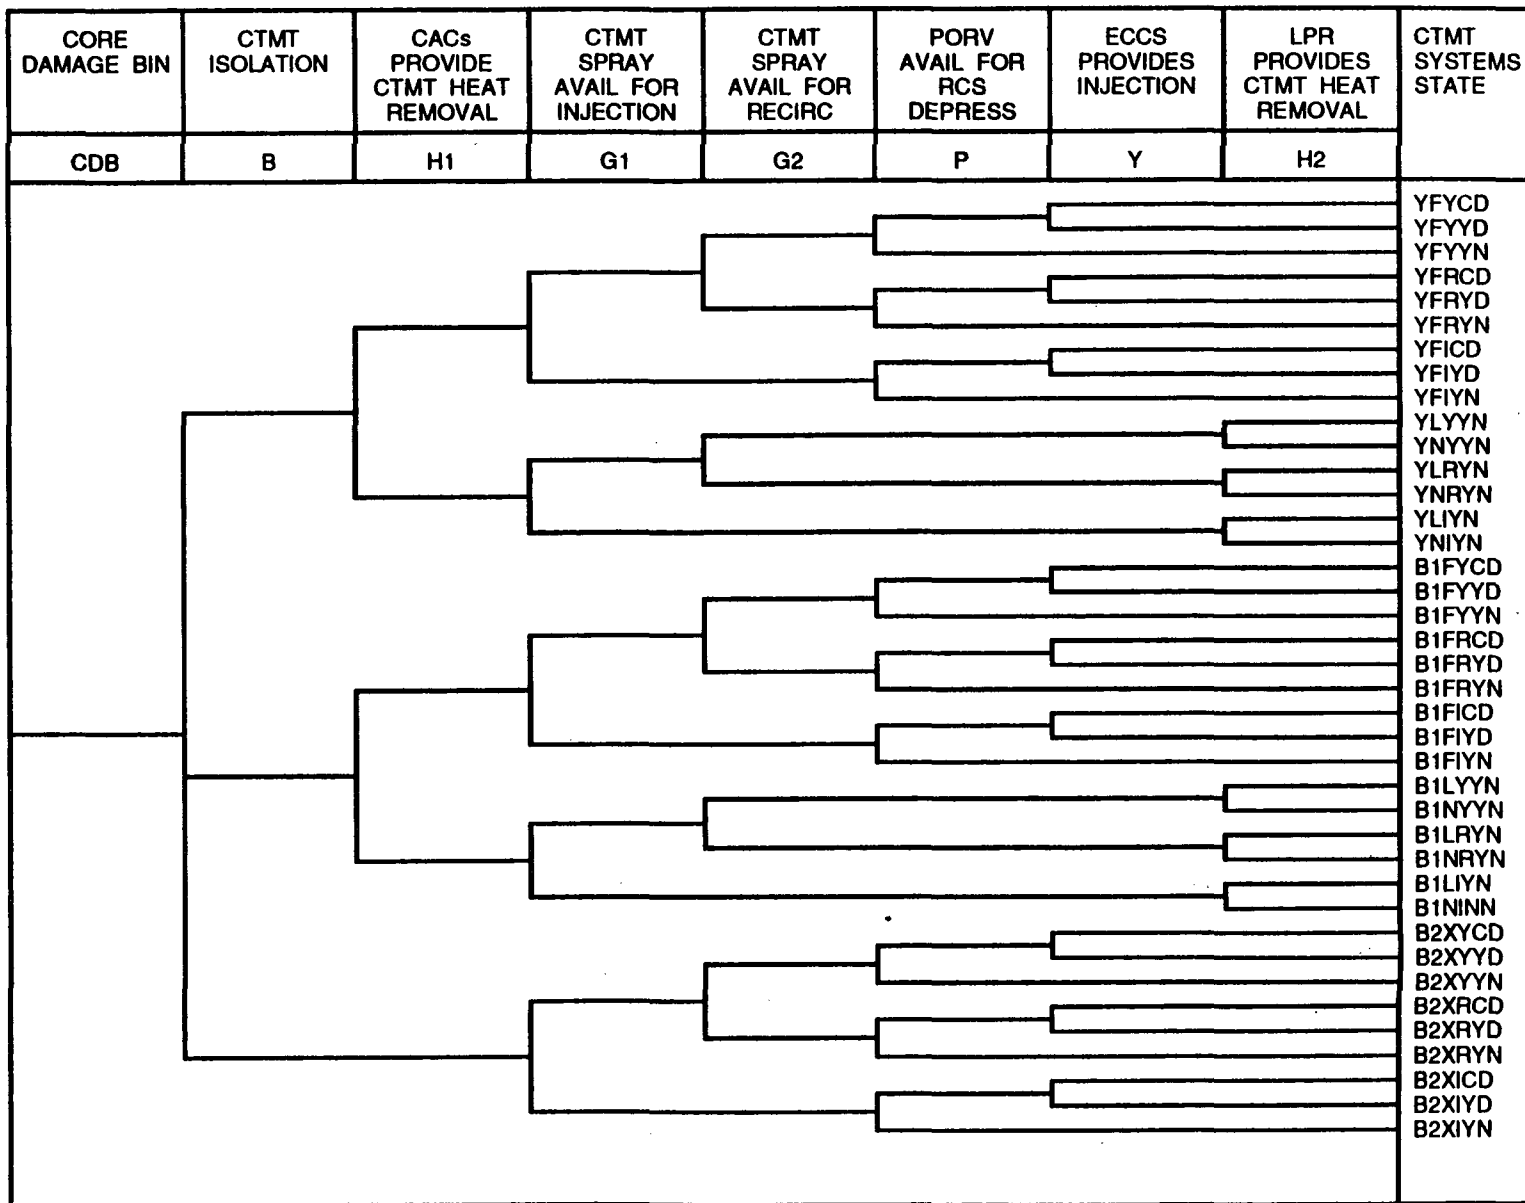 CORE
DAMAGE BIN
CTMT
ISOLATION
CACs
PROVIDE
CTMT HEAT
REMOVAL
CTMT
SPRAY
AVAIL FOR
INJECTION
CTMT
SPRAY
AVAIL FOR
RECIRC
PORV
AVAIL FOR
RCS
DEPRESS
ECCS
PROVIDES
INJECTION
LPR
PROVIDES
CTMT HEAT
REMOVAL
CTMT
SYSTEMS
STATE
CDB
B
H1
G1
G2
P
Y
H2
YFYCD
YFYYD
YFYYN
YFRCD
YFRYD
YFRYN
YFICD
YFIYD
YFIYN
YLYYN
YNYYN
YLRYN
YNRYN
YLIYN
YNIYN
B1FYCD
B1FYYD
B1FYYN
B1FRCD
B1FRYD
B1FRYN
B1FICD
B1FIYD
B1FIYN
B1LYYN
B1NYYN
B1LRYN
B1NRYN
B1LIYN
B1NINN
B2XYCD
B2XYYD
B2XYYN
B2XRCD
B2XRYD
B2XRYN
B2XICD
B2XIYD
B2XIYN